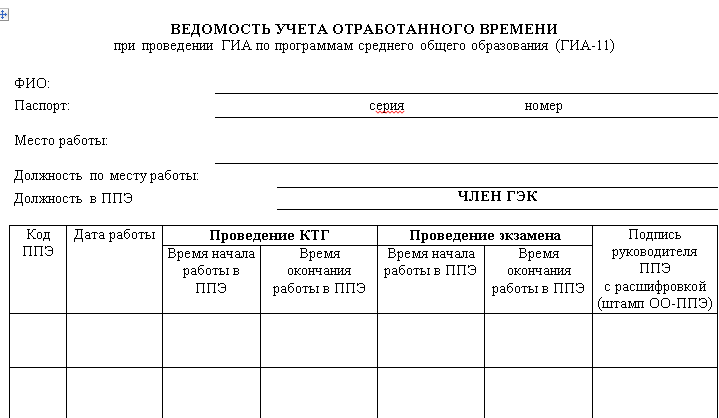 ВЕДОМОСТЬ УЧЕТА ОТРАБОТАННОГО ВРЕМЕНИ
при проведении ГИА по программам среднего общего образования (ГИА-11)
ФИО:
Паспорт: серия номер
Место работы:
Должность по месту работы:
Должность в ППЭ ЧЛЕН ГЭК
Код ППЭ
Дата работы
Проведение КТГ
Проведение экзамена
Подпись
руководителя
ППЭ
с расшифровкой
(штамп ОО-ППЭ)
Время начала
работы в
ППЭ
Время
окончания
работы в ППЭ
Время начала
работы в ППЭ
Время
окончания
работы в ППЭ